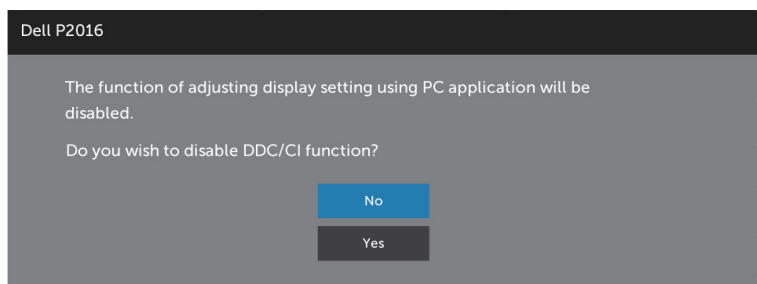 Dell P2016
The function of adjusting display setting using PC application will be
disabled.
Do you wish to disable DDC/CI function?
No
Yes